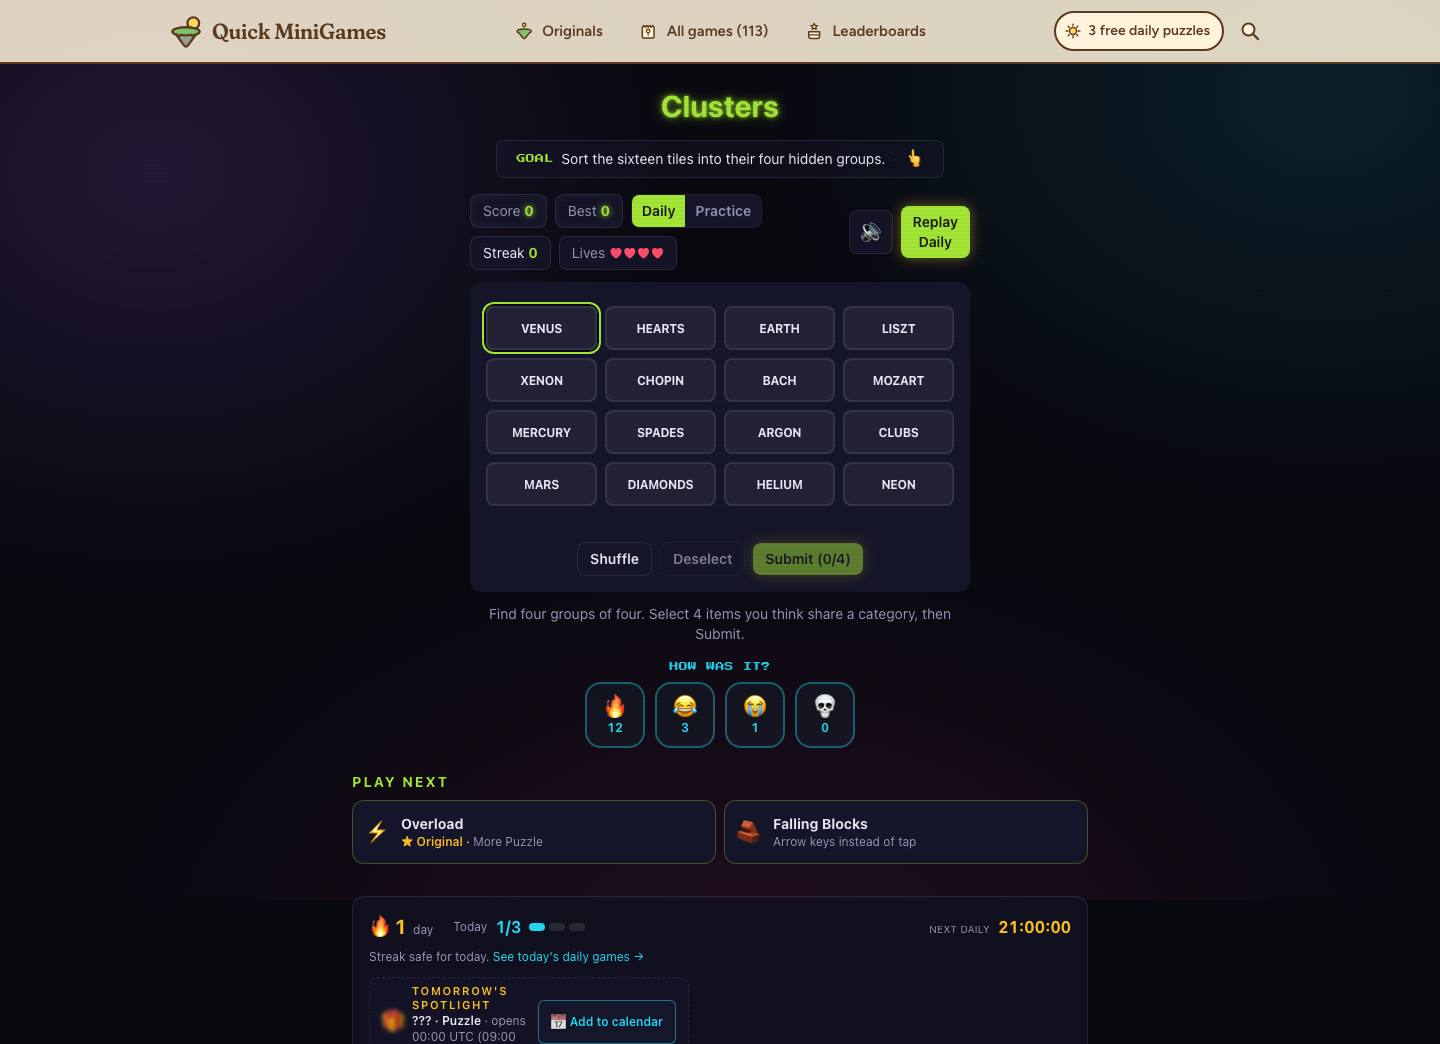 Quick MiniGames
Originals
All games (113)
Leaderboards
3 free daily puzzles
Clusters
GOAL Sort the sixteen tiles into their four hidden groups.
Score 0
Best 0
Daily
Practice
Streak 0
Lives
Replay
Daily
VENUS
HEARTS
EARTH
LISZT
XENON
CHOPIN
BACH
MOZART
MERCURY
SPADES
ARGON
CLUBS
MARS
DIAMONDS
HELIUM
NEON
Shuffle
Deselect
Submit (0/4)
Find four groups of four. Select 4 items you think share a category, then
Submit.
HOW WAS IT?
12
3
1
0
PLAY NEXT
Overload
Original · More Puzzle
Falling Blocks
Arrow keys instead of tap
1 day
Today 1/3
NEXT DAILY 21:00:00
Streak safe for today. See today's daily games →
TOMORROW'S
SPOTLIGHT
??? · Puzzle · opens
00:00 UTC (09:00
Add to calendar